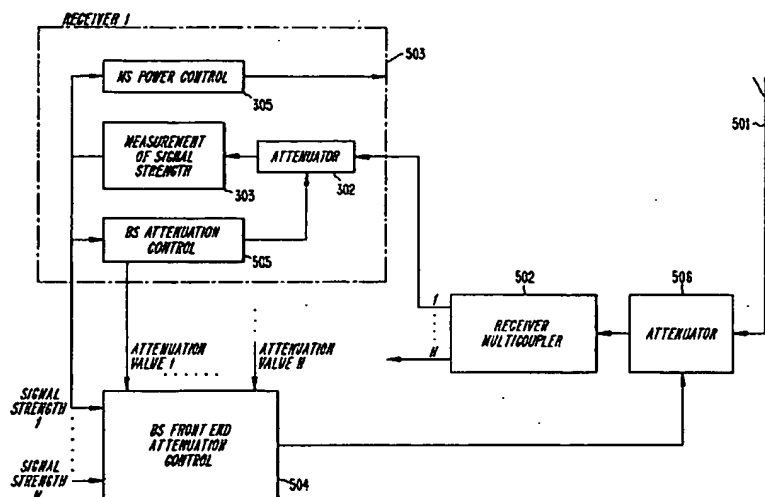 RECEIVER 1
503
MS POWER CONTROL
305
501
MEASUREMENT
OF SIGNAL
STRENGTH
303
ATTENUATOR
302
BS ATTENUATION
CONTROL
505
502
506
1
N
RECEIVER
MULTICOUPLER
ATTENUATOR
ATTENUATION
VALUE 1
ATTENUATION
VALUE N
SIGNAL
STRENGTH
1
SIGNAL
STRENGTH
N
BS FRONT END
ATTENUATION
CONTROL
504